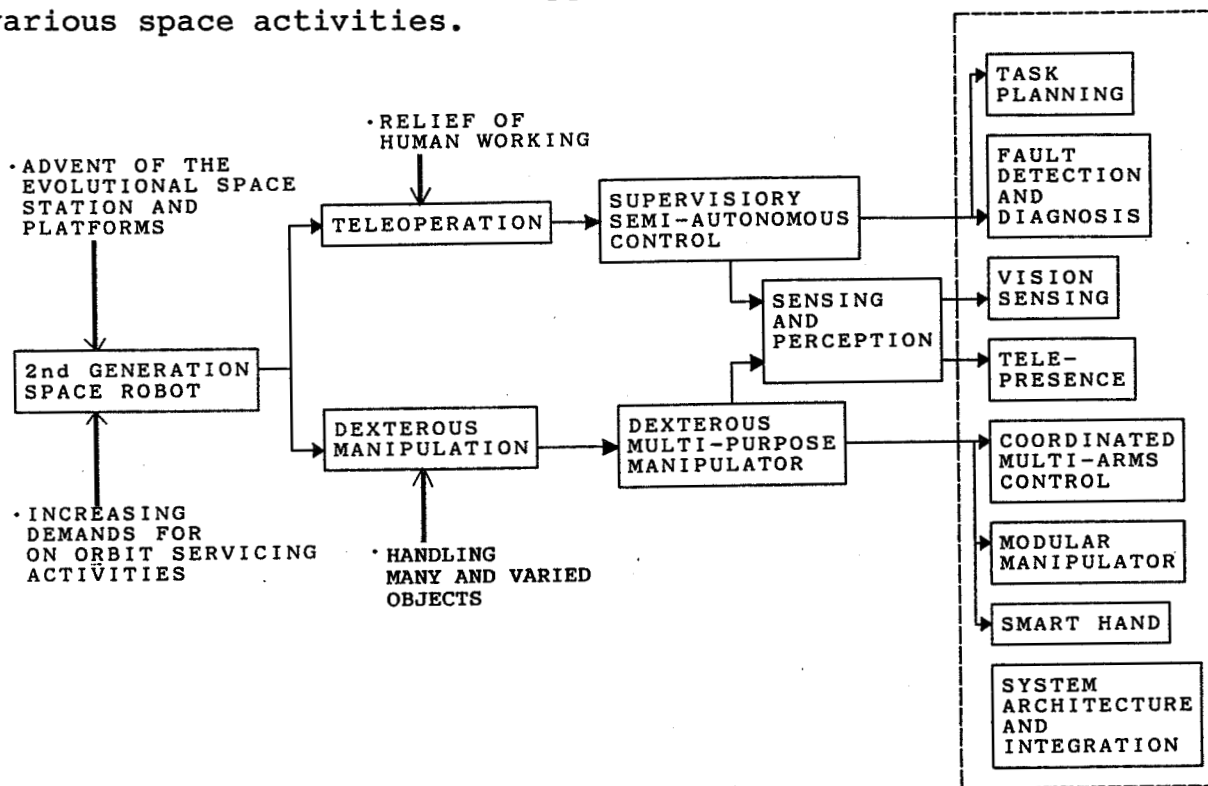 various space activities.
·RELIEF OF
HUMAN WORKING
·ADVENT OF THE
EVOLUTIONAL SPACE
STATION AND
PLATFORMS
TELEOPERATION
SUPERVISIORY
SEMI-AUTONOMOUS
CONTROL
TASK
PLANNING
FAULT
DETECTION
AND
DIAGNOSIS
2nd GENERATION
SPACE ROBOT
SENSING
AND
PERCEPTION
VISION
SENSING
TELE-
PRESENCE
DEXTEROUS
MANIPULATION
DEXTEROUS
MULTI-PURPOSE
MANIPULATOR
COORDINATED
MULTI-ARMS
CONTROL
·INCREASING
DEMANDS FOR
ON ORBIT SERVICING
ACTIVITIES
·HANDLING
MANY AND VARIED
OBJECTS
MODULAR
MANIPULATOR
SMART HAND
SYSTEM
ARCHITECTURE
AND
INTEGRATION